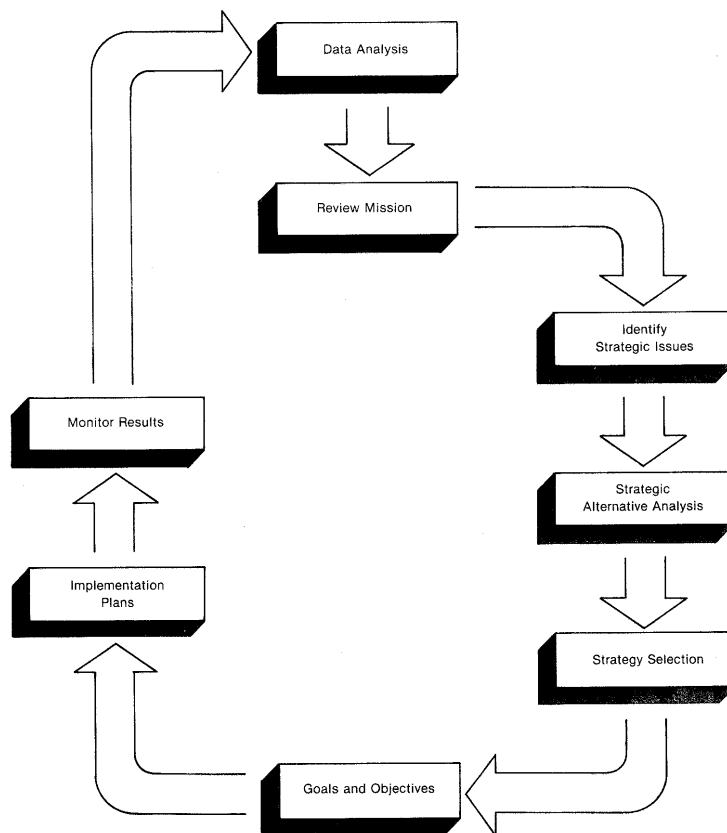 Data Analysis
Review Mission
Identify
Strategic Issues
Strategic
Alternative Analysis
Strategy Selection
Goals and Objectives
Implementation
Plans
Monitor Results